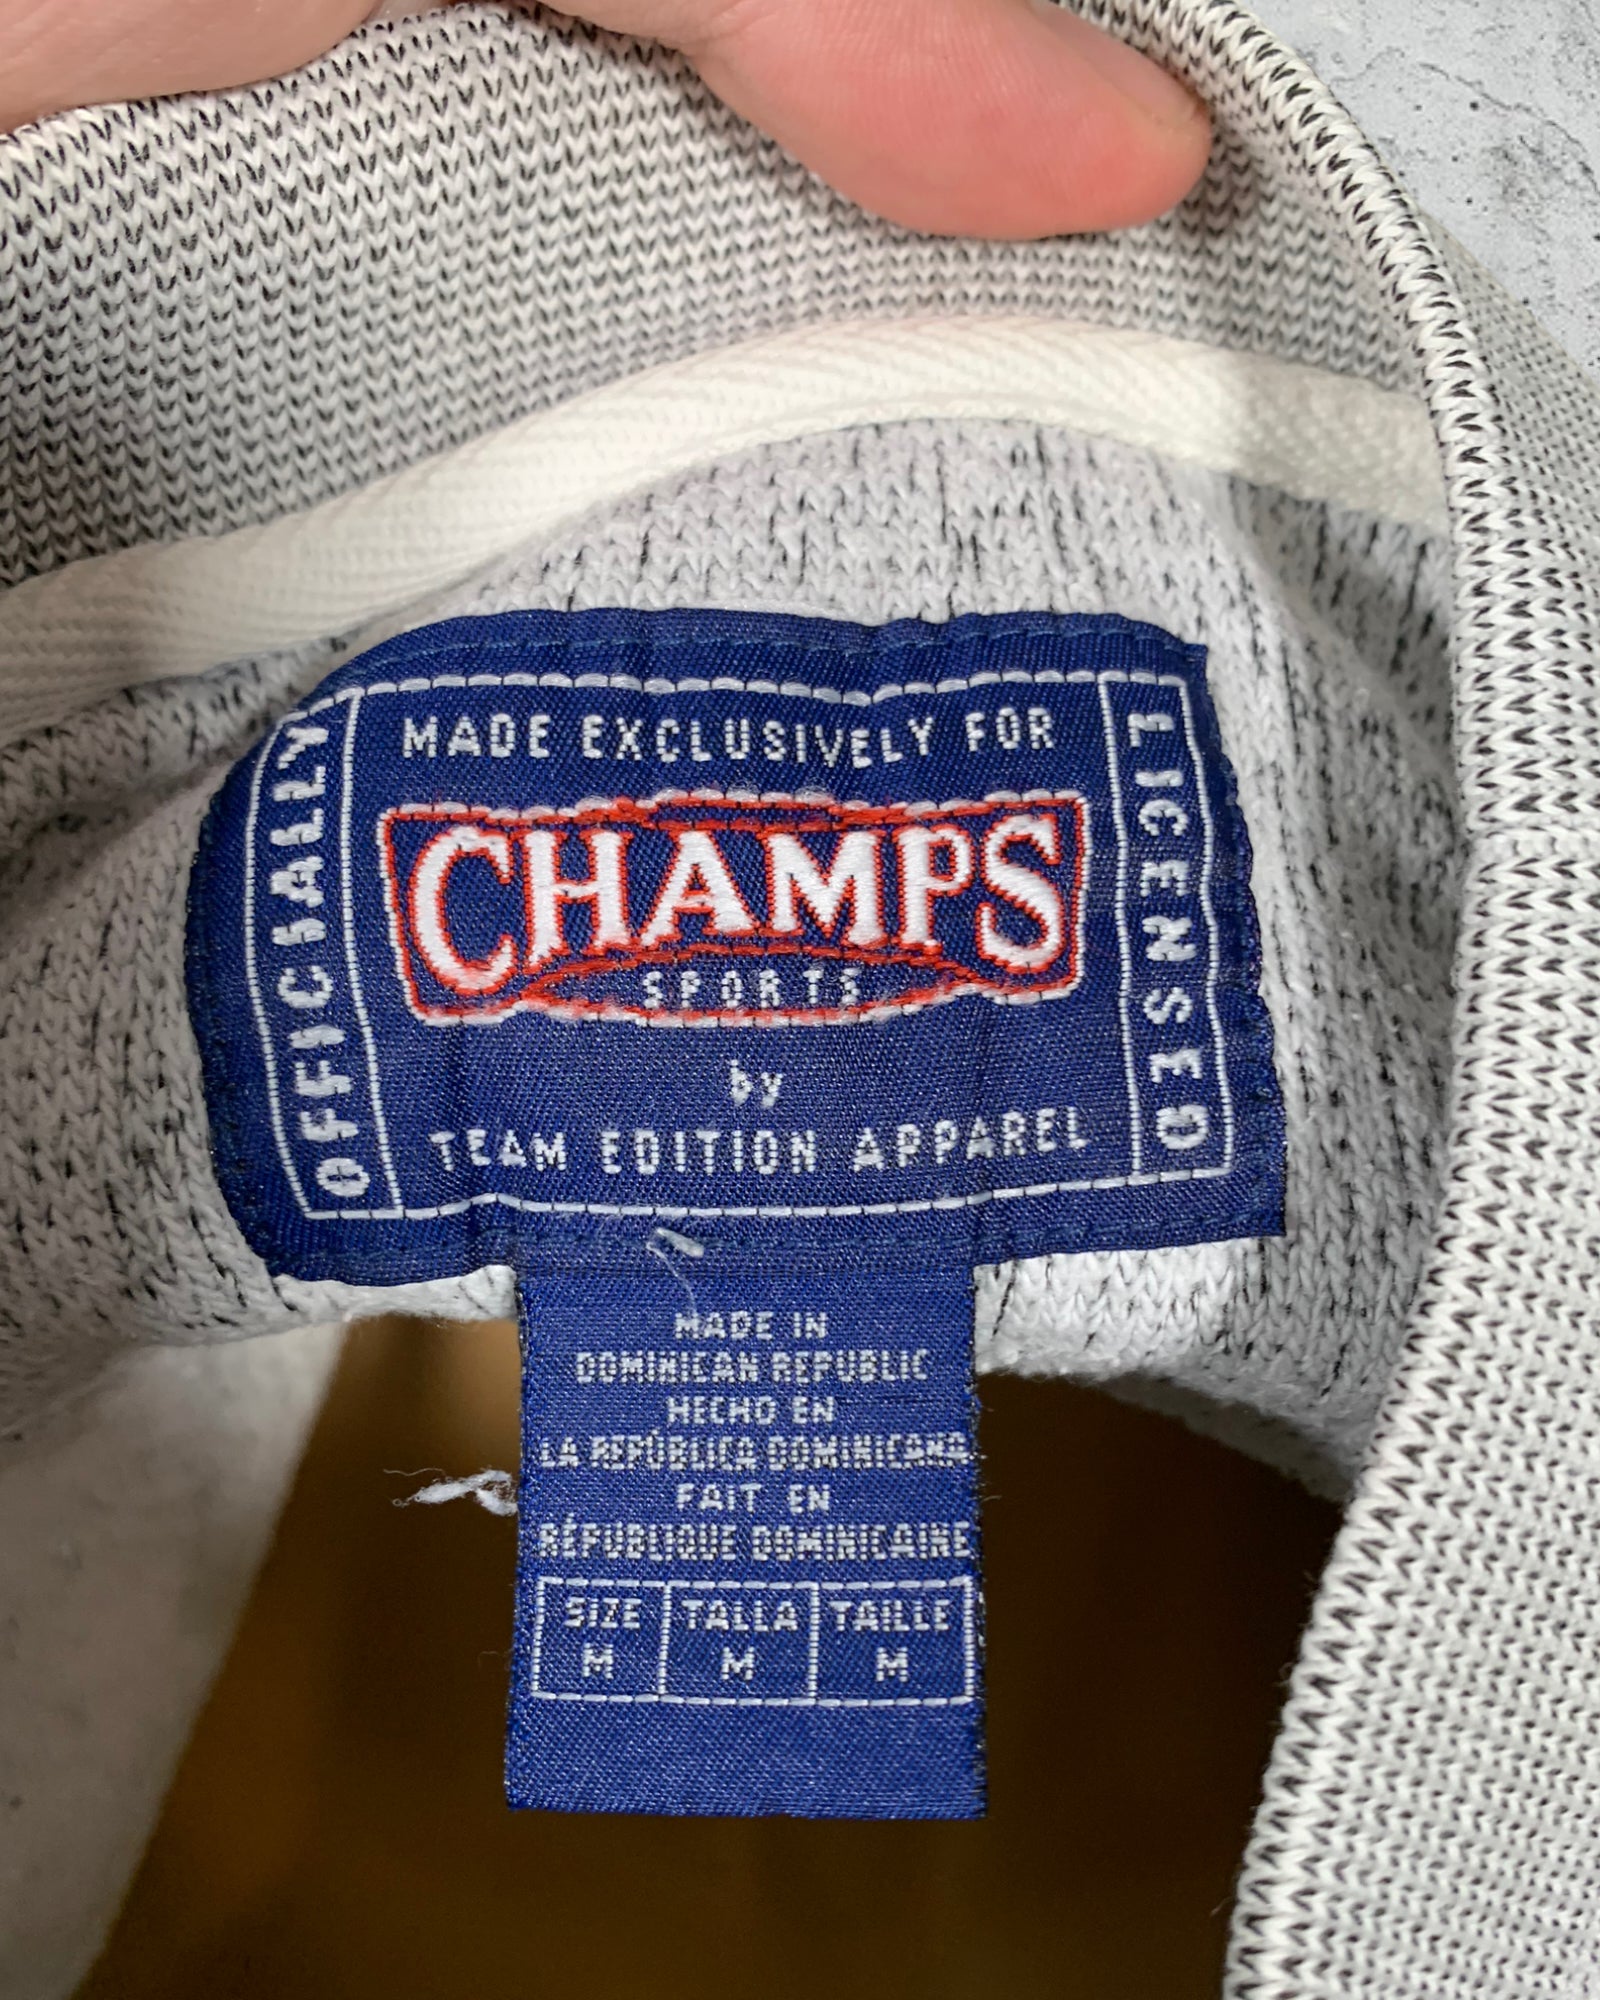 MADE EXCLUSIVELY FOR
OFFICIALLY
CHAMPS
SPORTS
LICENSED
by
TEAM EDITION APPAREL
MADE IN
DOMINICAN REPUBLIC
HECHO EN
LA REPÚBLICA DOMINICANA
FAIT EN
RÉPUBLIQUE DOMINICAINE
SIZE TALLA TAILLE
M M M